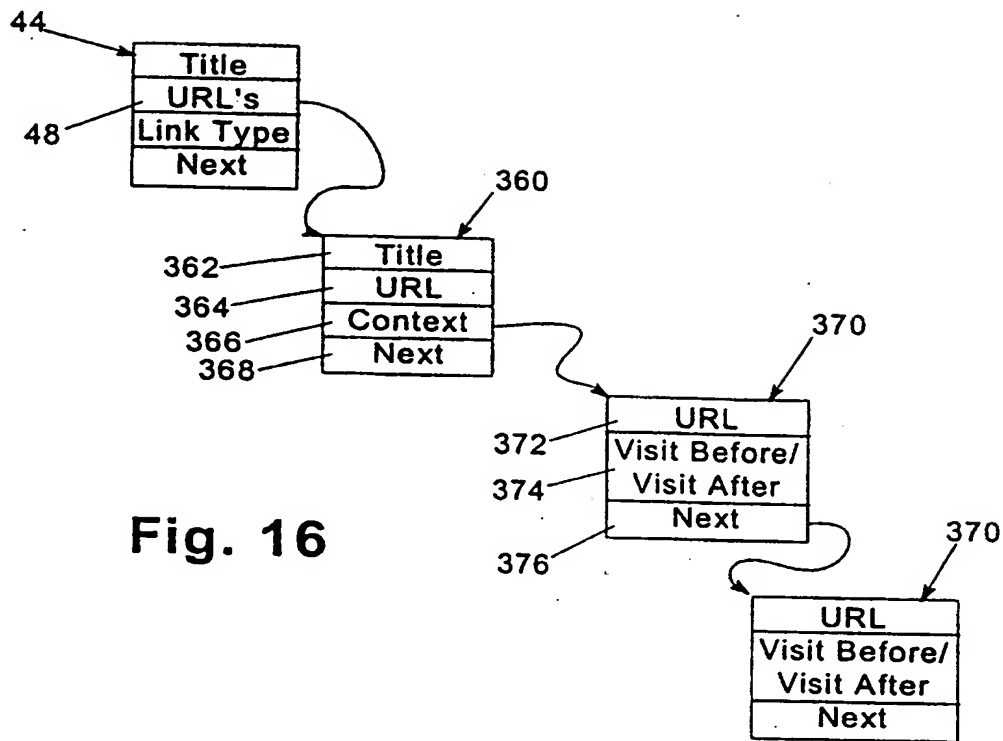 44
Title
URL's
48
Link Type
Next
360
Title
362
URL
364
Context
366
Next
368
370
URL
372
Visit Before/
Visit After
374
Next
376
Fig. 16
370
URL
Visit Before/
Visit After
Next